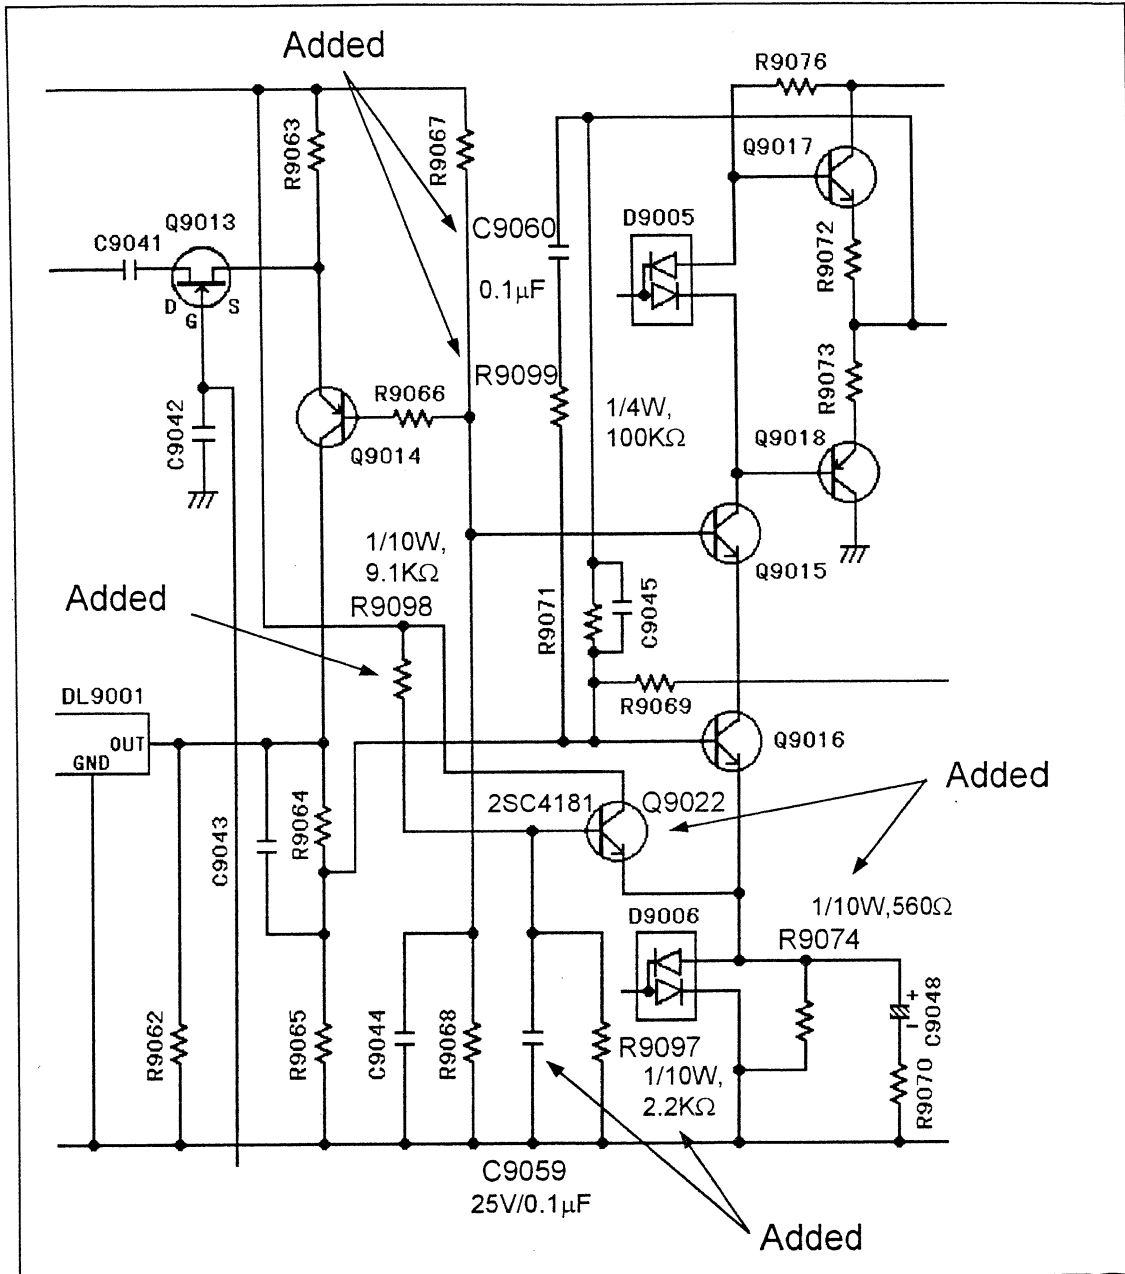 Added
R9076
R9063
R9067
Q9017
Q9013
C9060
D9005
C9041
R9072
0.1μF
D
S
G
R9073
R9099
R9066
1/4W,
100KΩ
C9042
Q9018
Q9014
1/10W,
9.1KΩ
Q9015
Added
R9098
R9071
C9045
DL9001
R9069
OUT
GND
Q9016
Added
2SC4181
Q9022
R9064
C9043
1/10W,560Ω
D9006
R9074
+
-
C9048
R9062
R9065
C9044
R9068
R9097
1/10W,
2.2KΩ
R9070
C9059
25V/0.1μF
Added